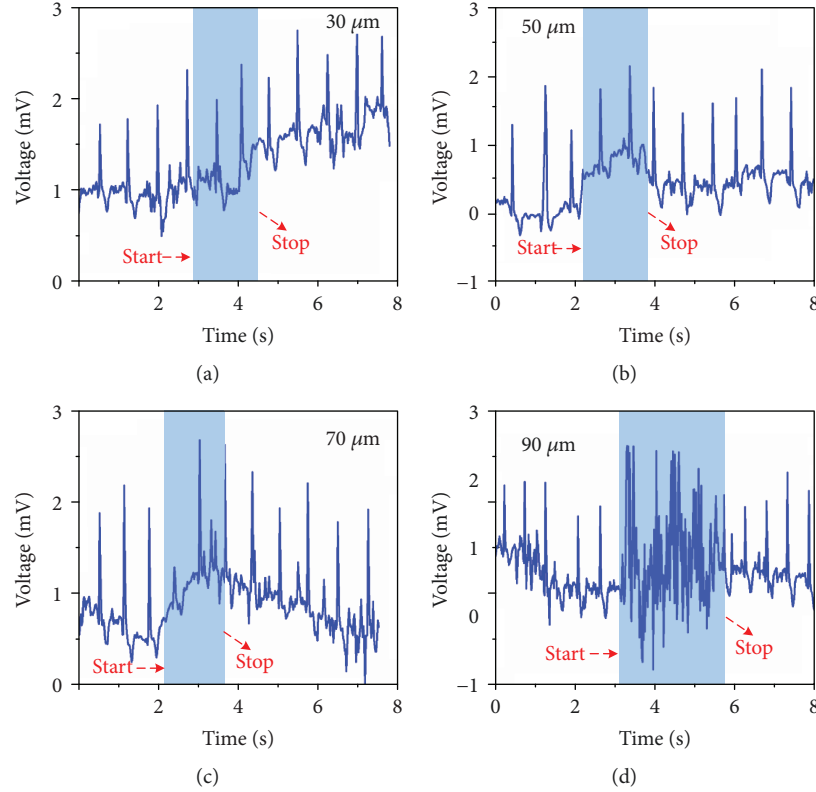 30 μm
3
2
1
0
Voltage (mV)
Start
Stop
2
4
6
8
Time (s)
(a)
50 μm
3
2
1
0
−1
Voltage (mV)
Start
Stop
0
2
4
6
8
Time (s)
(b)
70 μm
3
2
1
0
Voltage (mV)
Start
Stop
0
2
4
6
8
Time (s)
(c)
90 μm
3
2
1
0
−1
Voltage (mV)
Start
Stop
0
2
4
6
8
Time (s)
(d)